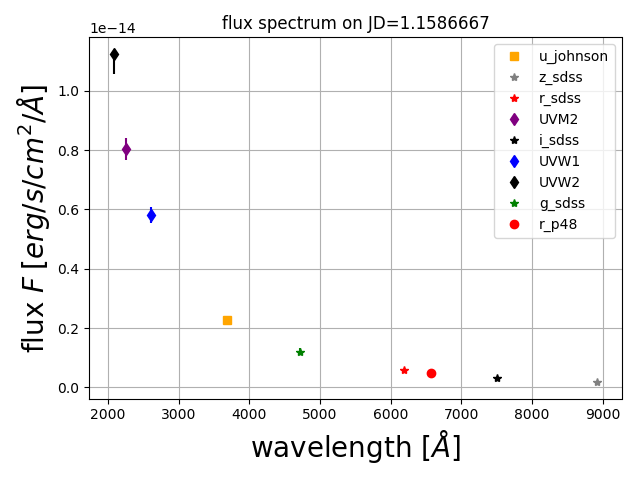 flux spectrum on JD=1.1586667
1e−14
flux F [erg/s/cm²/Å]
1.0
0.8
0.6
0.4
0.2
0.0
2000 3000 4000 5000 6000 7000 8000 9000
wavelength [Å]
u_johnson
z_sdss
r_sdss
UVM2
i_sdss
UVW1
UVW2
g_sdss
r_p48